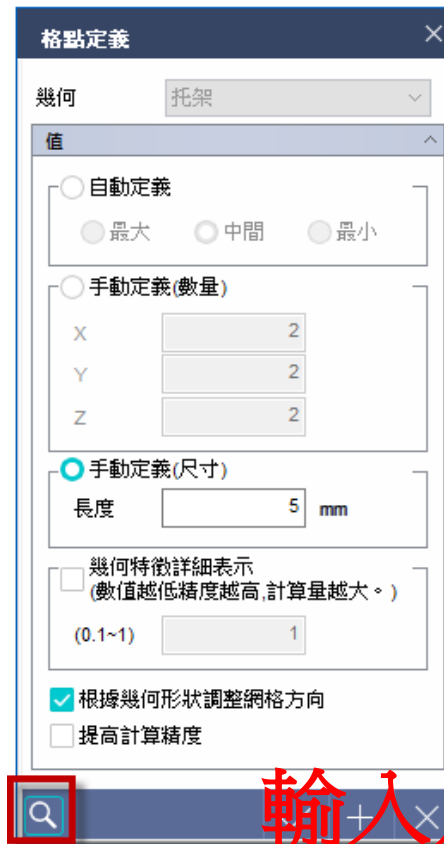 格點定義
幾何 托架
值
自動定義
最大 中間 最小
手動定義(數量)
X 2
Y 2
Z 2
手動定義(尺寸)
長度 5 mm
幾何特徵詳細表示
(數值越低精度越高,計算量越大。)
(0.1~1) 1
根據幾何形狀調整網格方向
提高計算精度
輸入